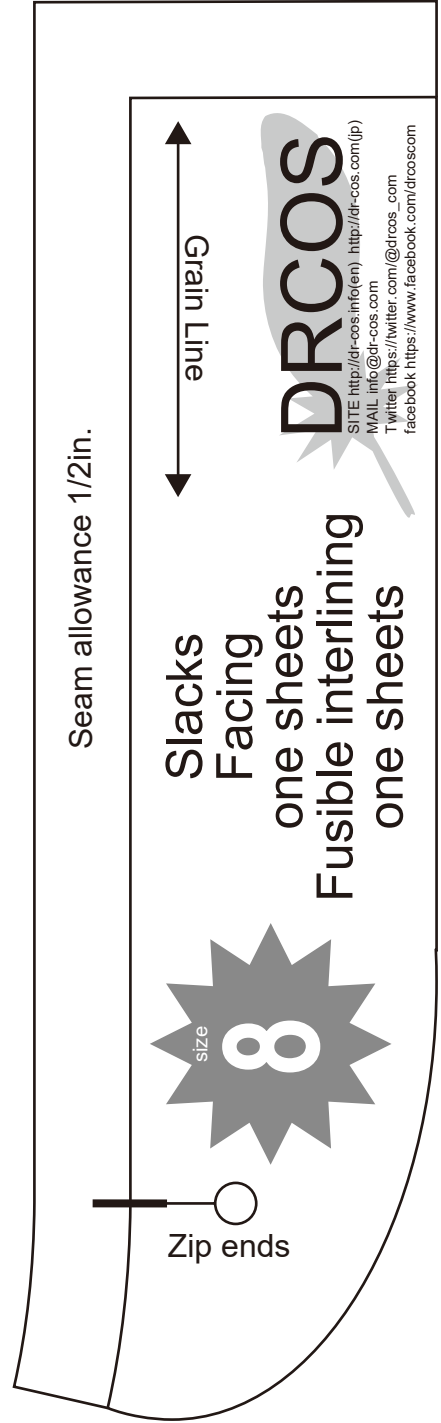 Seam allowance 1/2in.
Grain Line
DRCOS
SITE http://dr-cos.info(en)  http://dr-cos.com(jp)
MAIL info@dr-cos.com
Twitter https://twitter.com/@drcos_com
facebook https://www.facebook.com/drcoscom
Slacks
Facing
one sheets
Fusible interlining
one sheets
size
8
Zip ends